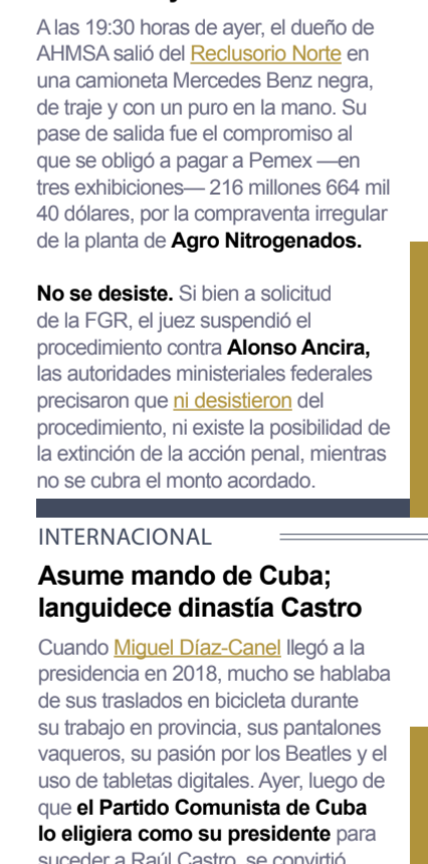 A las 19:30 horas de ayer, el dueño de
AHMSA salió del Reclusorio Norte en
una camioneta Mercedes Benz negra,
de traje y con un puro en la mano. Su
pase de salida fue el compromiso al
que se obligó a pagar a Pemex —en
tres exhibiciones— 216 millones 664 mil
40 dólares, por la compraventa irregular
de la planta de Agro Nitrogenados.
No se desiste. Si bien a solicitud
de la FGR, el juez suspendió el
procedimiento contra Alonso Ancira,
las autoridades ministeriales federales
precisaron que ni desistieron del
procedimiento, ni existe la posibilidad de
la extinción de la acción penal, mientras
no se cubra el monto acordado.
INTERNACIONAL
Asume mando de Cuba;
languidece dinastía Castro
Cuando Miguel Díaz-Canel llegó a la
presidencia en 2018, mucho se hablaba
de sus traslados en bicicleta durante
su trabajo en provincia, sus pantalones
vaqueros, su pasión por los Beatles y el
uso de tabletas digitales. Ayer, luego de
que el Partido Comunista de Cuba
lo eligiera como su presidente para
suceder a Raúl Castro, se convirtió